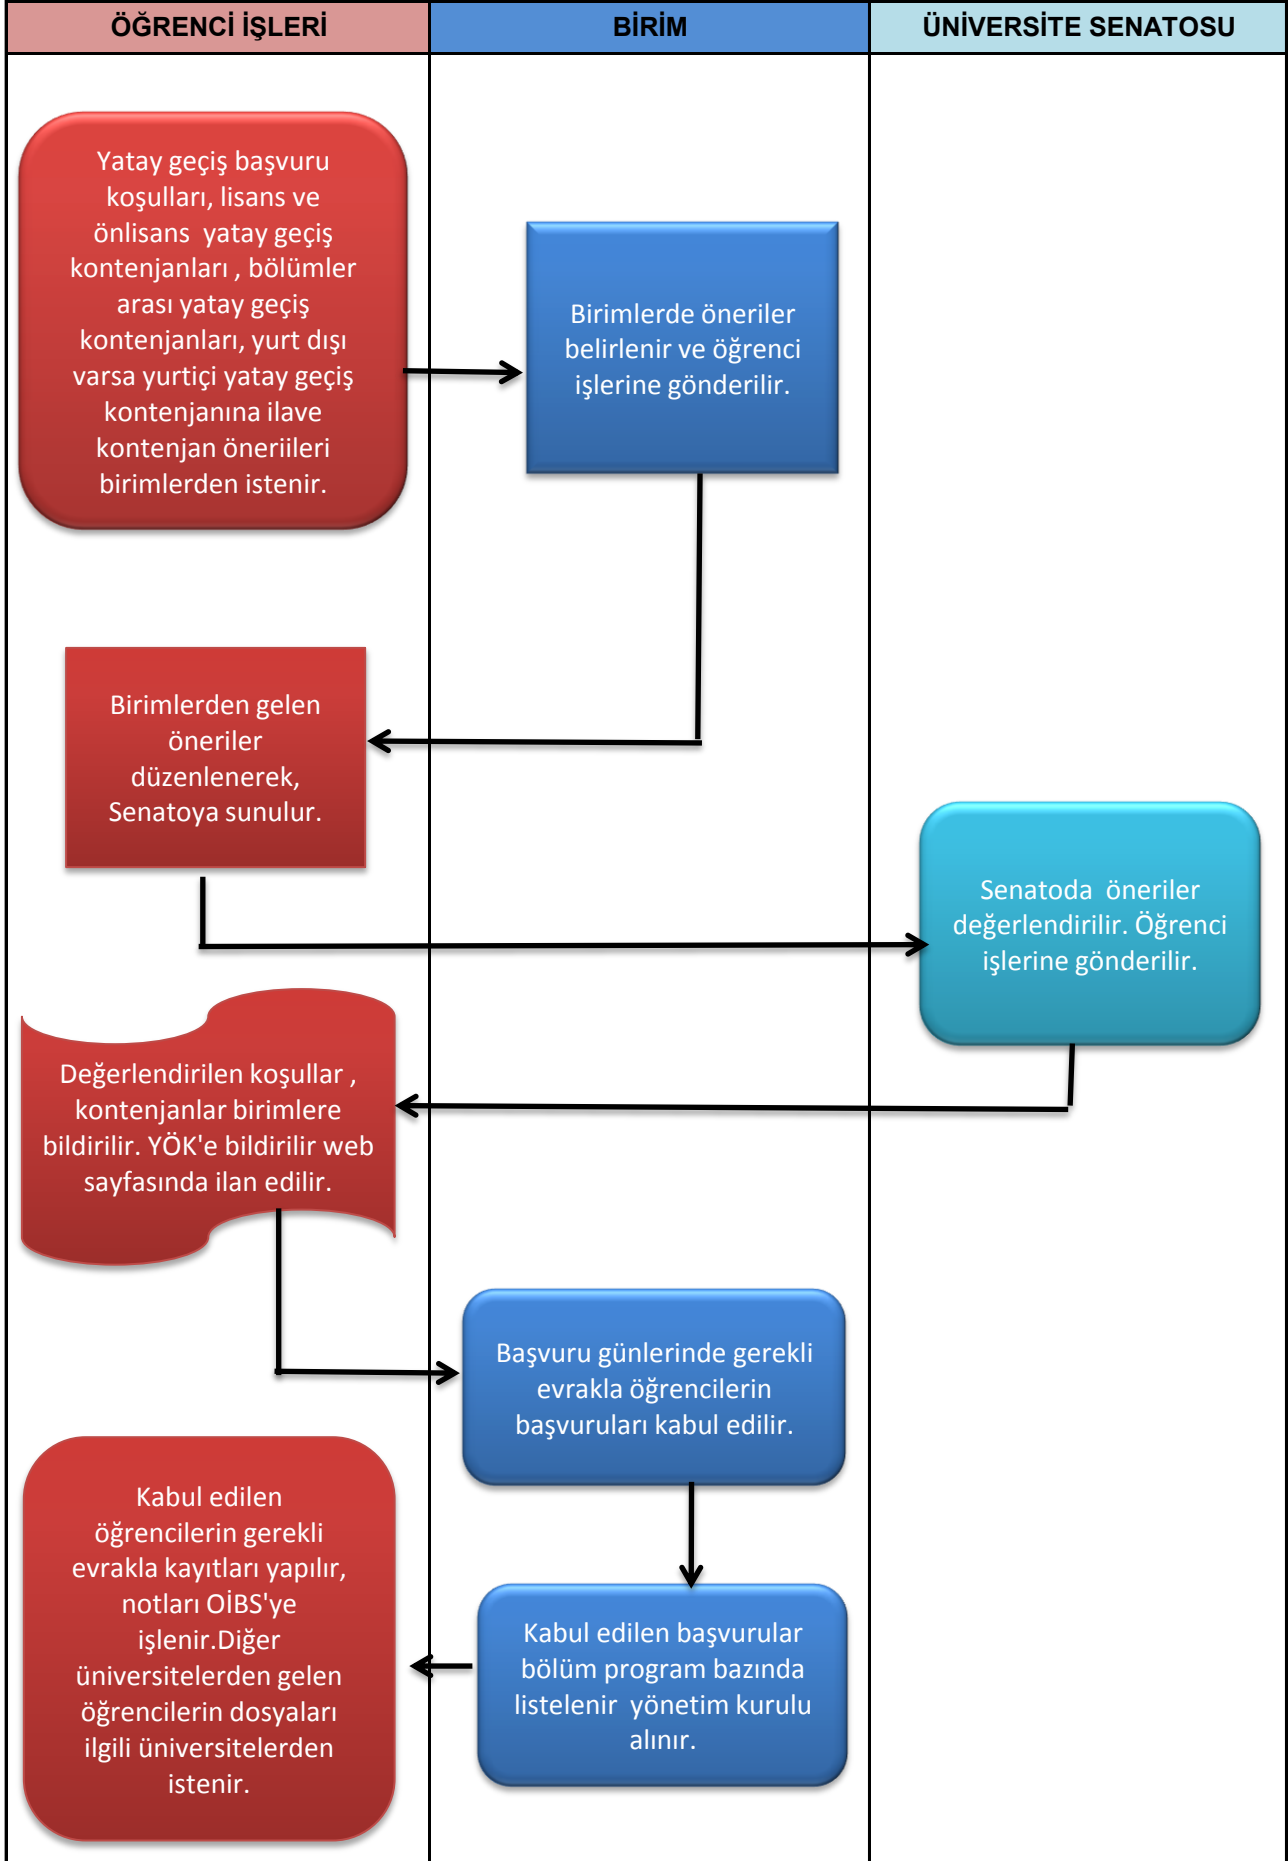 ÖĞRENCİ İŞLERİ
BİRİM
ÜNİVERSİTE SENATOSU
Yatay geçiş başvuru
koşulları, lisans ve
önlisans  yatay geçiş
kontenjanları , bölümler
arası yatay geçiş
kontenjanları, yurt dışı
varsa yurtiçi yatay geçiş
kontenjanına ilave
kontenjan öneriileri
birimlerden istenir.
Birimlerde öneriler
belirlenir ve öğrenci
işlerine gönderilir.
Birimlerden gelen
öneriler
düzenlenerek,
Senatoya sunulur.
Senatoda  öneriler
değerlendirilir. Öğrenci
işlerine gönderilir.
Değerlendirilen koşullar ,
kontenjanlar birimlere
bildirilir. YÖK'e bildirilir web
sayfasında ilan edilir.
Başvuru günlerinde gerekli
evrakla öğrencilerin
başvuruları kabul edilir.
Kabul edilen başvurular
bölüm program bazında
listelenir  yönetim kurulu
alınır.
Kabul edilen
öğrencilerin gerekli
evrakla kayıtları yapılır,
notları OİBS'ye
işlenir.Diğer
üniversitelerden gelen
öğrencilerin dosyaları
ilgili üniversitelerden
istenir.